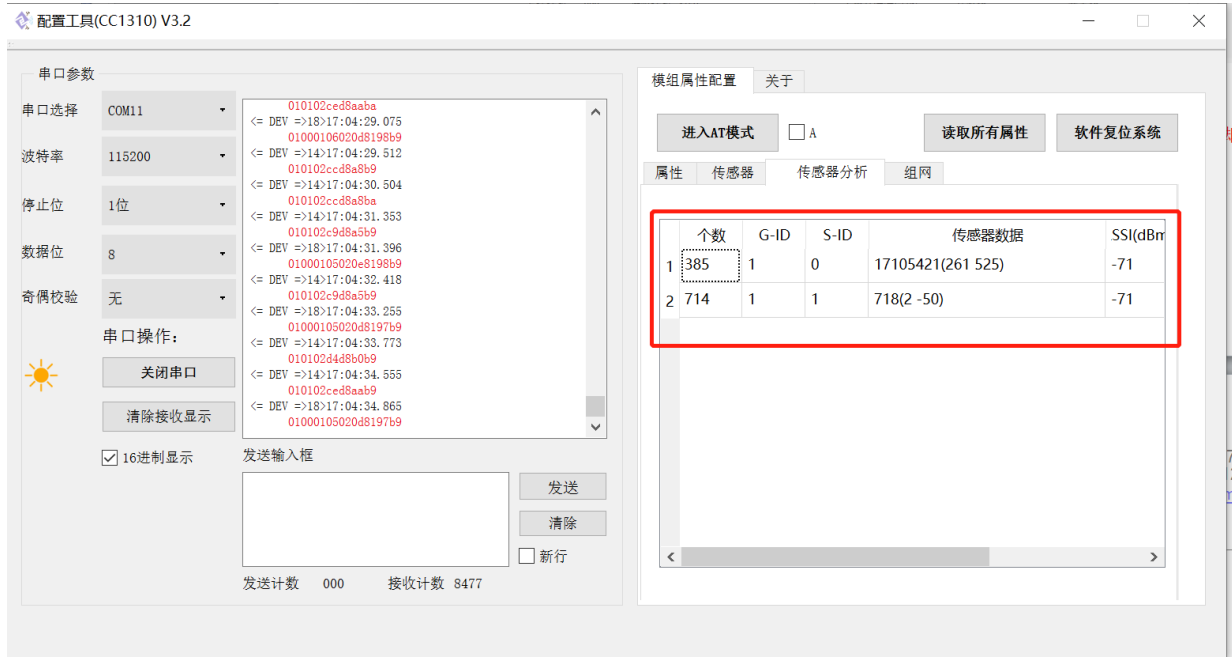 配置工具(CC1310) V3.2
串口参数
串口选择 COM11
波特率 115200
停止位 1位
数据位 8
奇偶校验 无
串口操作:
关闭串口
清除接收显示
16进制显示
010102ced8aaba
<= DEV =>18>17:04:29.075
01000106020d8198b9
<= DEV =>14>17:04:29.512
010102ccd8a8b9
<= DEV =>14>17:04:30.504
010102ccd8a8ba
<= DEV =>14>17:04:31.353
010102c9d8a5b9
<= DEV =>18>17:04:31.396
01000105020e8198b9
<= DEV =>14>17:04:32.418
010102c9d8a5b9
<= DEV =>18>17:04:33.255
01000105020d8197b9
<= DEV =>14>17:04:33.773
010102d4d8b0b9
<= DEV =>14>17:04:34.555
010102ced8aab9
<= DEV =>18>17:04:34.865
01000105020d8197b9
发送输入框
发送
清除
新行
发送计数 000 接收计数 8477
模组属性配置 关于
进入AT模式 A 读取所有属性 软件复位系统
属性 传感器 传感器分析 组网
个数 G-ID S-ID 传感器数据 .SSI(dBm
1 385 1 0 17105421(261 525) -71
2 714 1 1 718(2 -50) -71